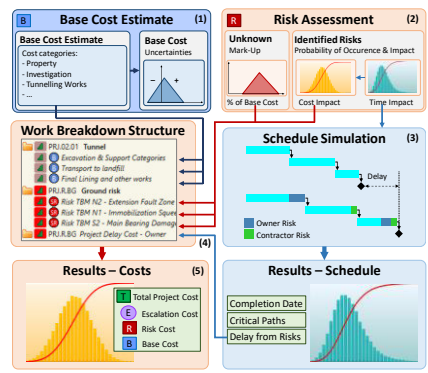 B Base Cost Estimate (1)
Base Cost Estimate
Cost categories:
- Property
- Investigation
- Tunnelling Works
- ...
Base Cost
Uncertainties
− +
R Risk Assessment (2)
Unknown
Mark-Up
% of Base Cost
Identified Risks
Probability of Occurence & Impact
Cost Impact
Time Impact
Work Breakdown Structure
PRJ.02.01 Tunnel
B Excavation & Support Categories
B Transport to landfill
B Final Lining and other works
PRJ.R.BG Ground risk
SR Risk TBM N2 - Extension Fault Zone
SR Risk TBM N1 - Immobilization Squee
SR Risk TBM S2 - Main Bearing Damage
PRJ.R.BG Project Delay Cost - Owner
(4)
Schedule Simulation (3)
Delay
Owner Risk
Contractor Risk
Results – Costs (5)
T Total Project Cost
E Escalation Cost
R Risk Cost
B Base Cost
Results – Schedule
Completion Date
Critical Paths
Delay from Risks